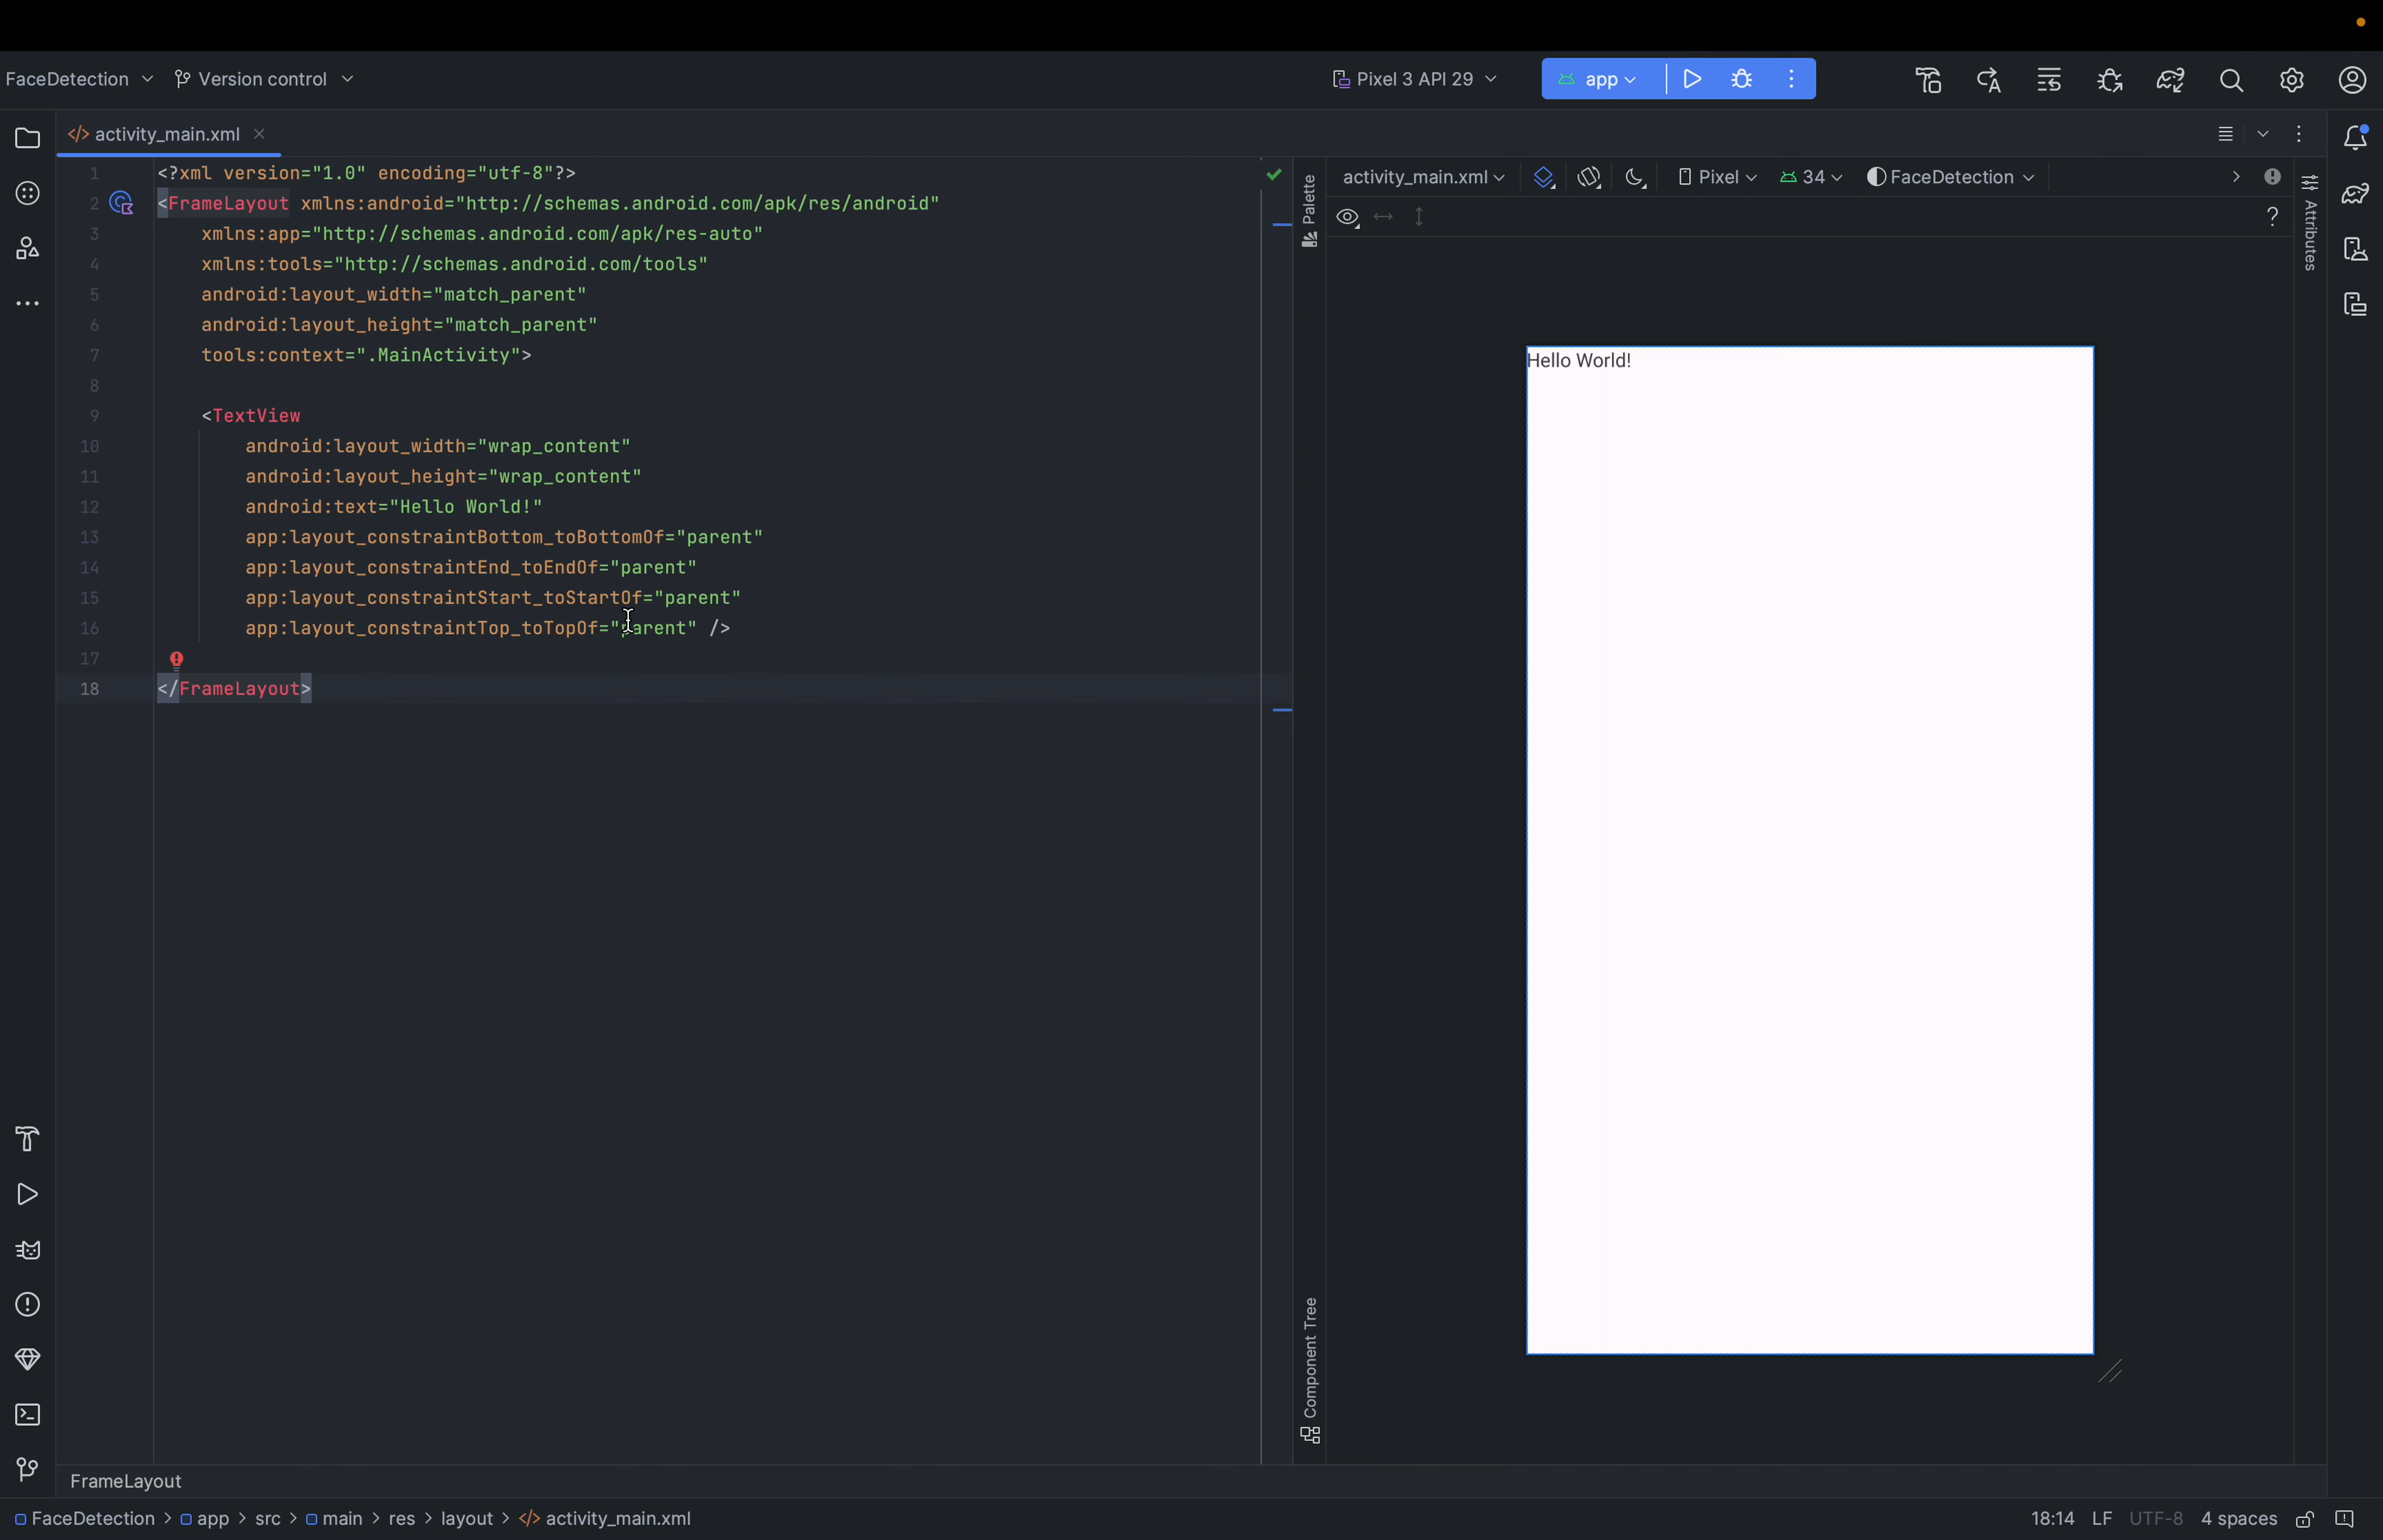 FaceDetection Version control Pixel 3 API 29 app
</> activity_main.xml
1 <?xml version="1.0" encoding="utf-8"?>
2 <FrameLayout xmlns:android="http://schemas.android.com/apk/res/android"
3 xmlns:app="http://schemas.android.com/apk/res-auto"
4 xmlns:tools="http://schemas.android.com/tools"
5 android:layout_width="match_parent"
6 android:layout_height="match_parent"
7 tools:context=".MainActivity">
8
9 <TextView
10 android:layout_width="wrap_content"
11 android:layout_height="wrap_content"
12 android:text="Hello World!"
13 app:layout_constraintBottom_toBottomOf="parent"
14 app:layout_constraintEnd_toEndOf="parent"
15 app:layout_constraintStart_toStartOf="parent"
16 app:layout_constraintTop_toTopOf="parent" />
17
18 </FrameLayout>
Palette
Component Tree
activity_main.xml Pixel 34 FaceDetection
?
Hello World!
Attributes
FrameLayout
FaceDetection > app > src > main > res > layout > </> activity_main.xml
18:14 LF UTF-8 4 spaces